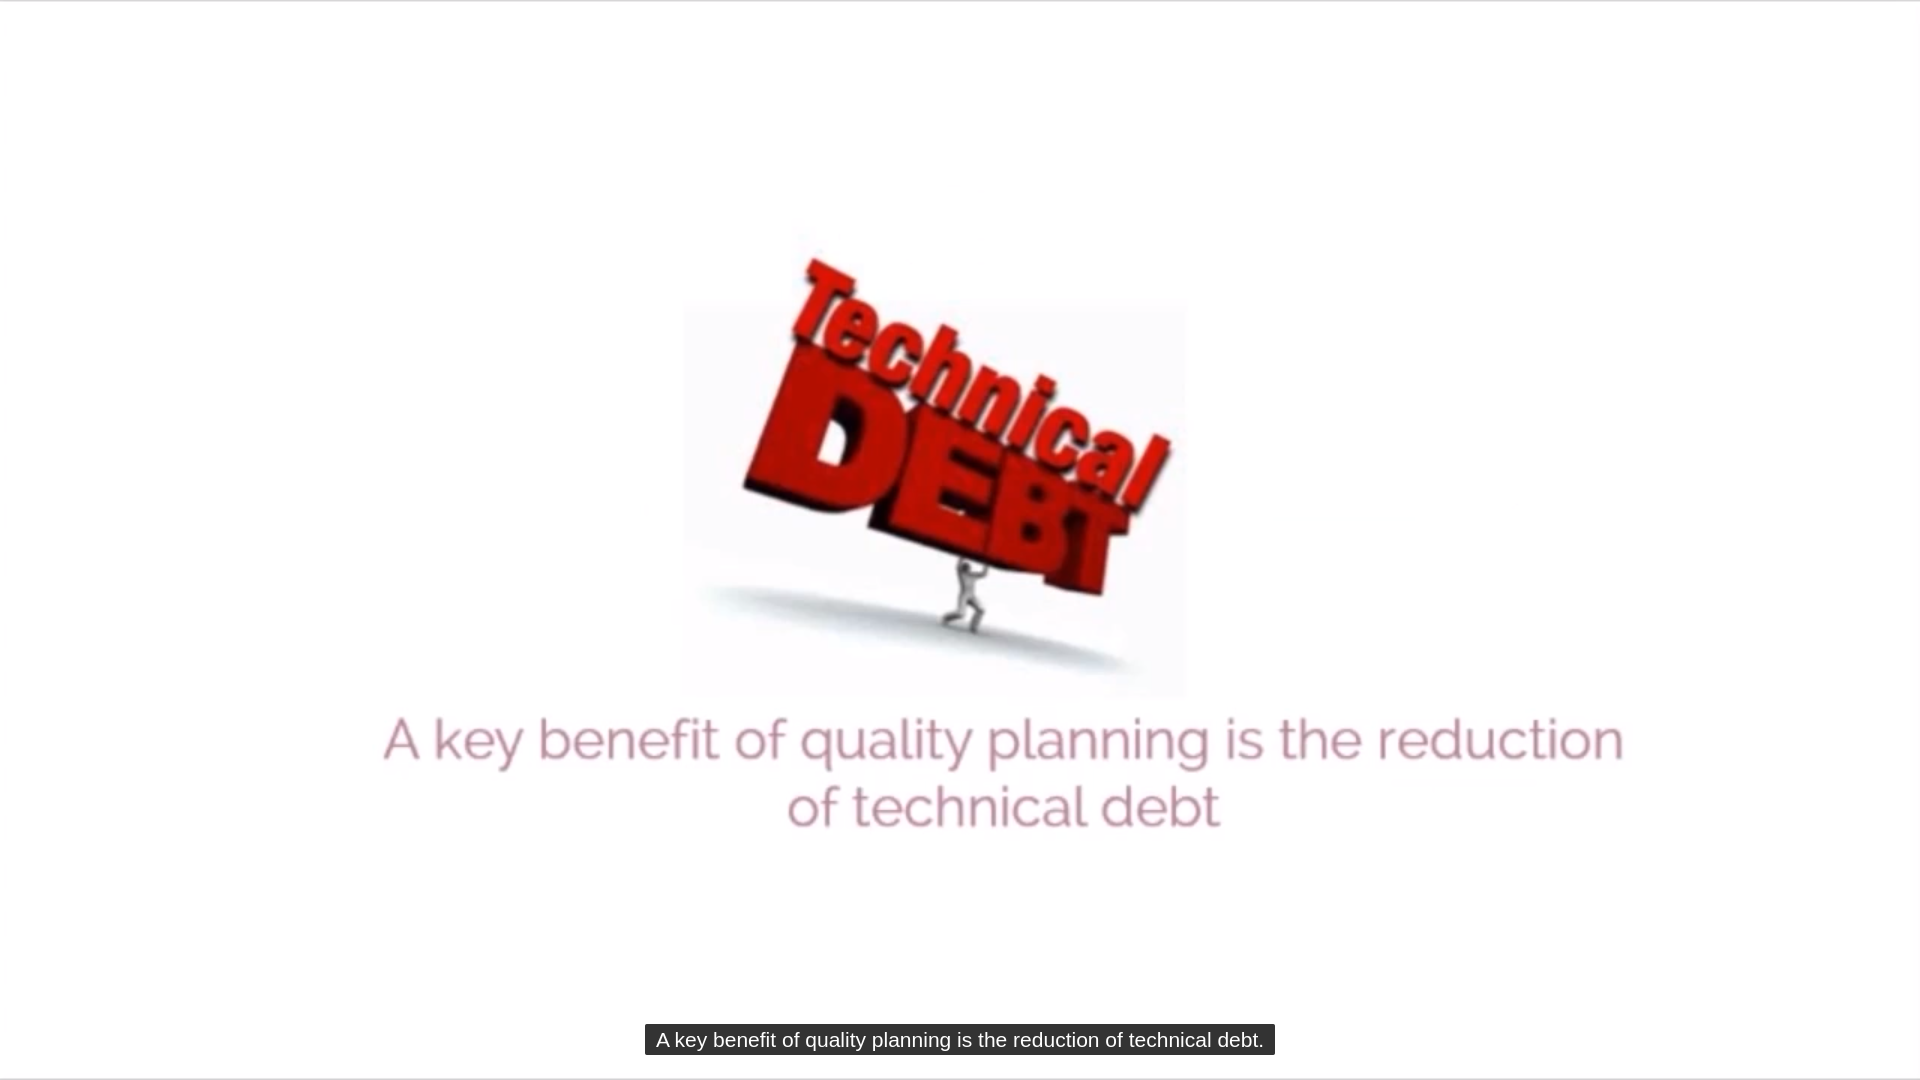 Technical
DEBT
A key benefit of quality planning is the reduction
of technical debt
A key benefit of quality planning is the reduction of technical debt.